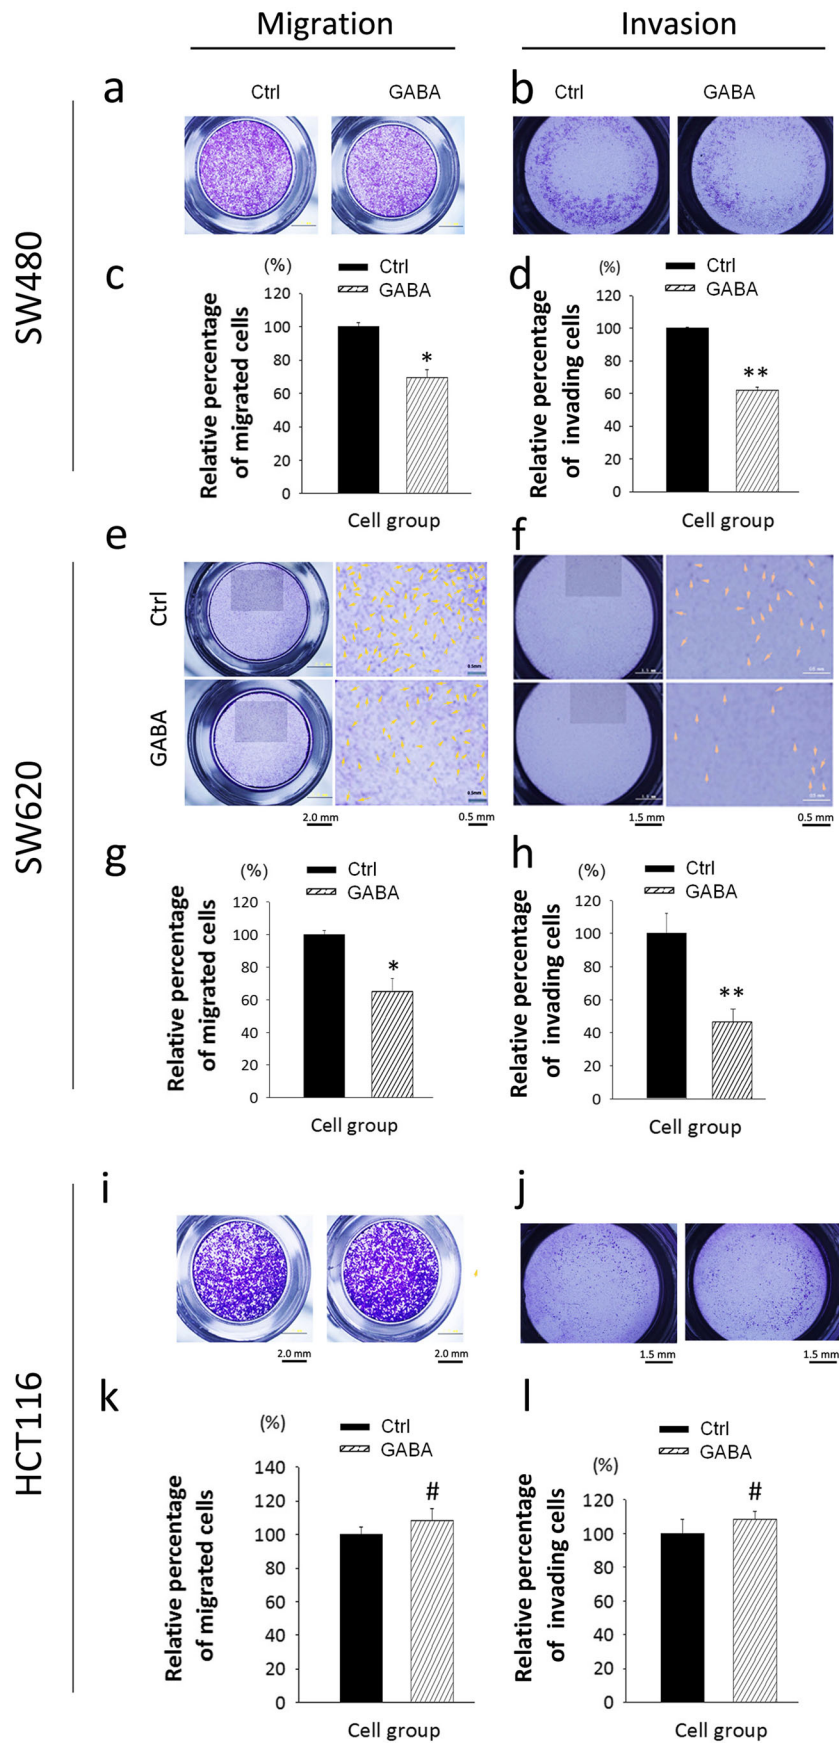 Migration
Invasion
SW480
a
Ctrl
GABA
b
Ctrl
GABA
c
(%)
Ctrl
GABA
Relative percentage
of migrated cells
120
100
80
60
40
20
0
*
Cell group
d
(%)
Ctrl
GABA
Relative percentage
of invading cells
120
100
80
60
40
20
0
**
Cell group
SW620
e
Ctrl
GABA
0.5mm
0.5mm
2.0 mm
0.5 mm
f
1.5 mm
0.5 mm
g
(%)
Ctrl
GABA
Relative percentage
of migrated cells
120
100
80
60
40
20
0
*
Cell group
h
(%)
Ctrl
GABA
Relative percentage
of invading cells
120
100
80
60
40
20
0
**
Cell group
HCT116
i
2.0 mm
2.0 mm
j
1.5 mm
1.5 mm
k
(%)
Ctrl
GABA
Relative percentage
of migrated cells
140
120
100
80
60
40
20
0
#
Cell group
l
(%)
Ctrl
GABA
Relative percentage
of invading cells
120
100
80
60
40
20
0
#
Cell group